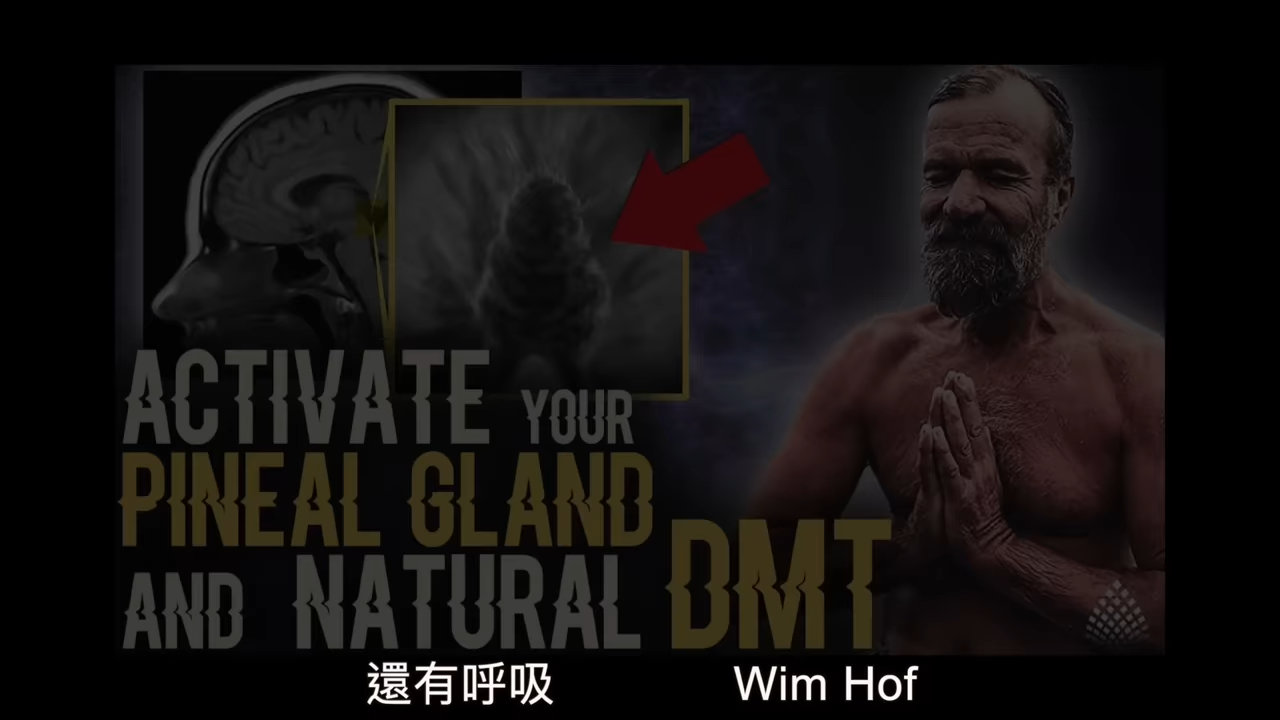 ACTIVATE YOUR
PINEAL GLAND
AND NATURAL DMT
還有呼吸 Wim Hof